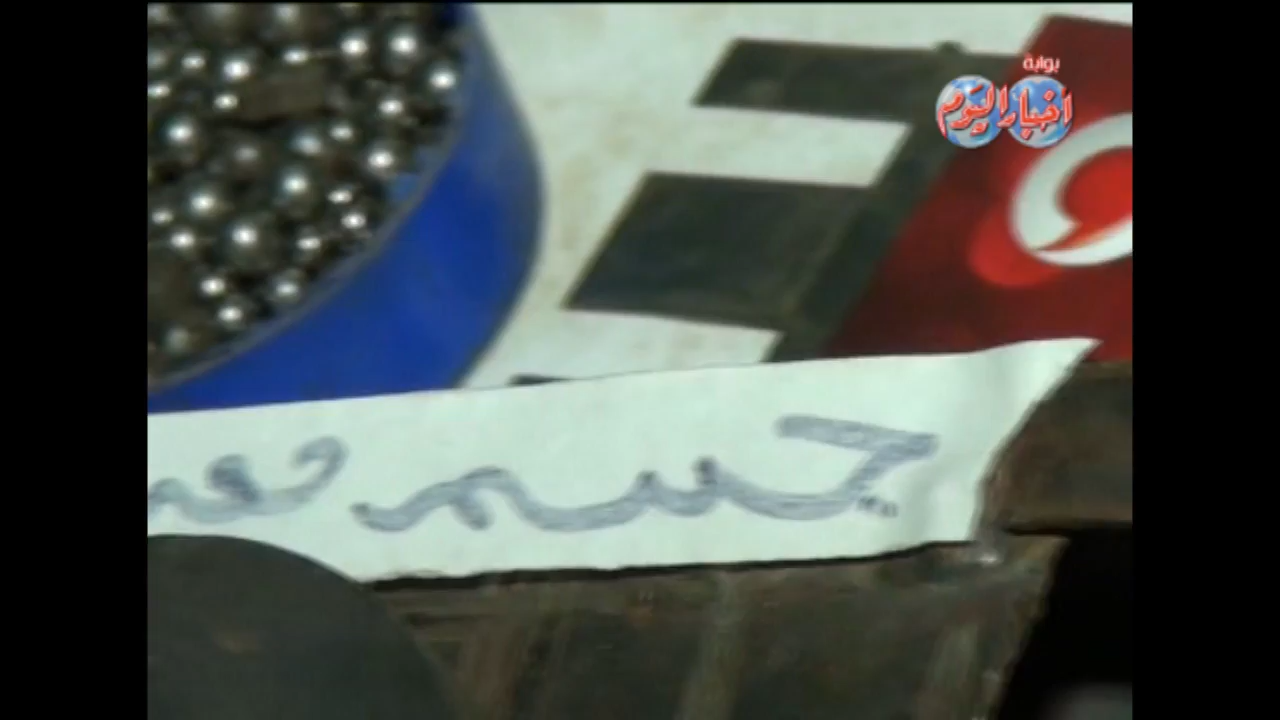 بوابة
أخبار اليوم
جسم